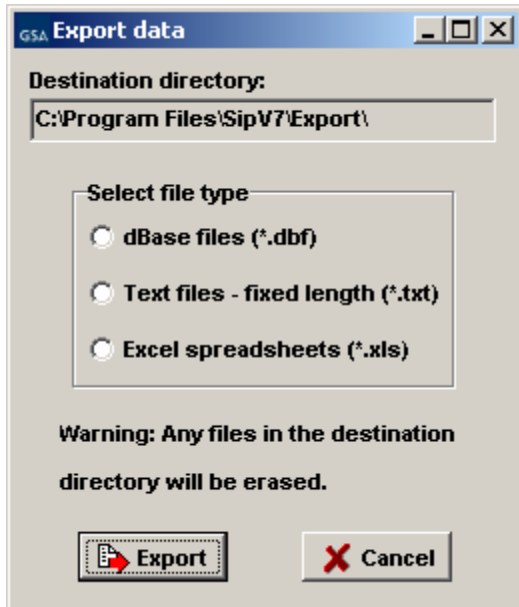 GSA Export data
Destination directory:
C:\Program Files\SipV7\Export\
Select file type
dBase files (*.dbf)
Text files - fixed length (*.txt)
Excel spreadsheets (*.xls)
Warning: Any files in the destination
directory will be erased.
Export Cancel